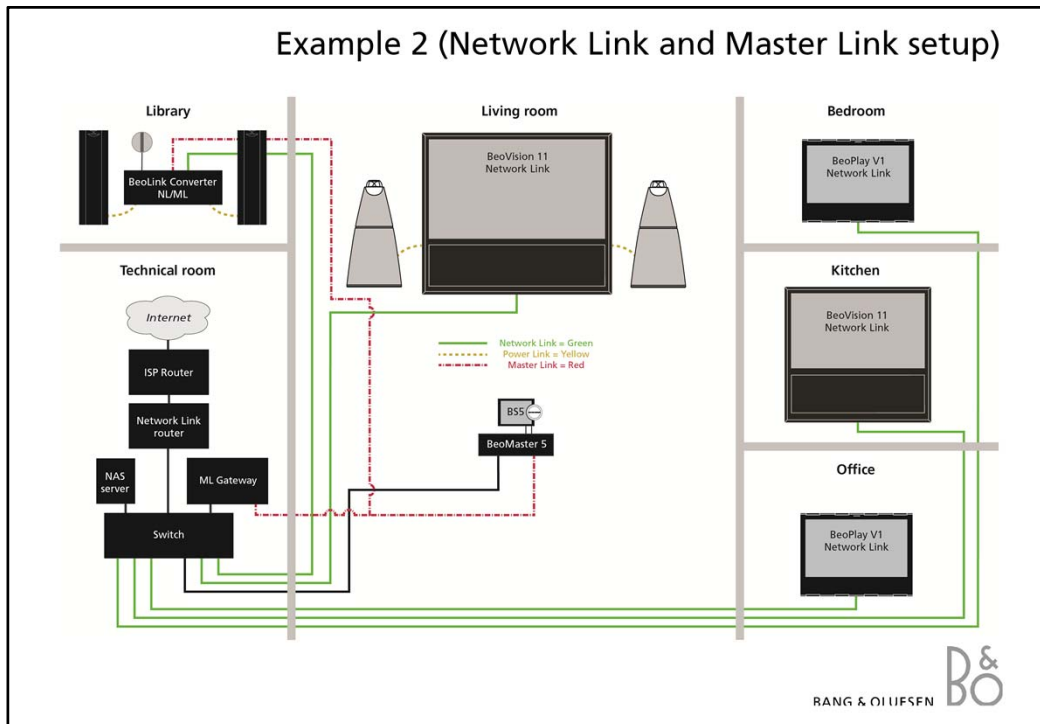 Example 2 (Network Link and Master Link setup)
Library
BeoLink Converter
NL/ML
Living room
BeoVision 11
Network Link
Bedroom
BeoPlay V1
Network Link
Technical room
Internet
ISP Router
Network Link
router
NAS
server
ML Gateway
Switch
Network Link = Green
Power Link = Yellow
Master Link = Red
BS5
BeoMaster 5
Kitchen
BeoVision 11
Network Link
Office
BeoPlay V1
Network Link
BANG & OLUFSEN
B&O